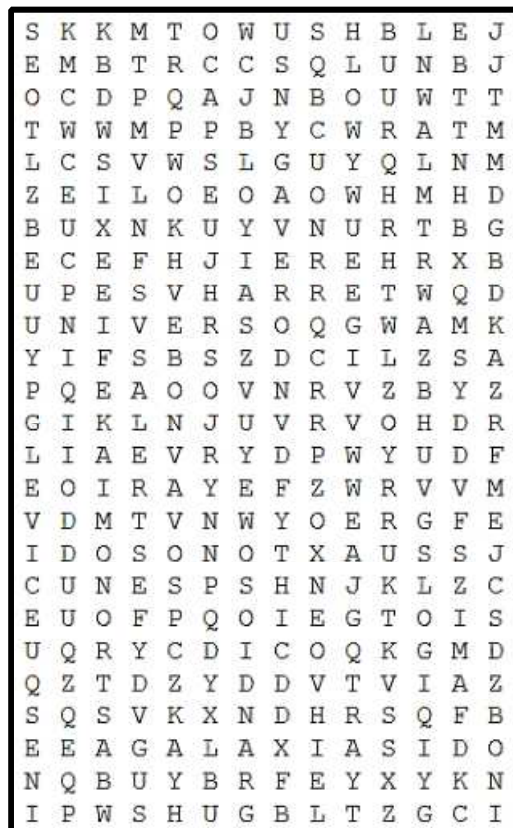 S K K M T O W U S H B L E J
E M B T R C C S Q L U N B J
O C D P Q A J N B O U W T T
T W W M P P B Y C W R A T M
L C S V W S L G U Y Q L N M
Z E I L O E O A O W H M H D
B U X N K U Y V N U R T B G
E C E F H J I E R E H R X B
U P E S V H A R R E T W Q D
U N I V E R S O Q G W A M K
Y I F S B S Z D C I L Z S A
P Q E A O O V N R V Z B Y Z
G I K L N J U V R V O H D R
L I A E V R Y D P W Y U D F
E O I R A Y E F Z W R V V M
V D M T V N W Y O E R G F E
I D O S O N O T X A U S S J
C U N E S P S H N J K L Z C
E U O F P Q O I E G T O I S
U Q R Y C D I C O Q K G M D
Q Z T D Z Y D D V T V I A Z
S Q S V K X N D H R S Q F B
E E A G A L A X I A S I D O
N Q B U Y B R F E Y X Y K N
I P W S H U G B L T Z G C I